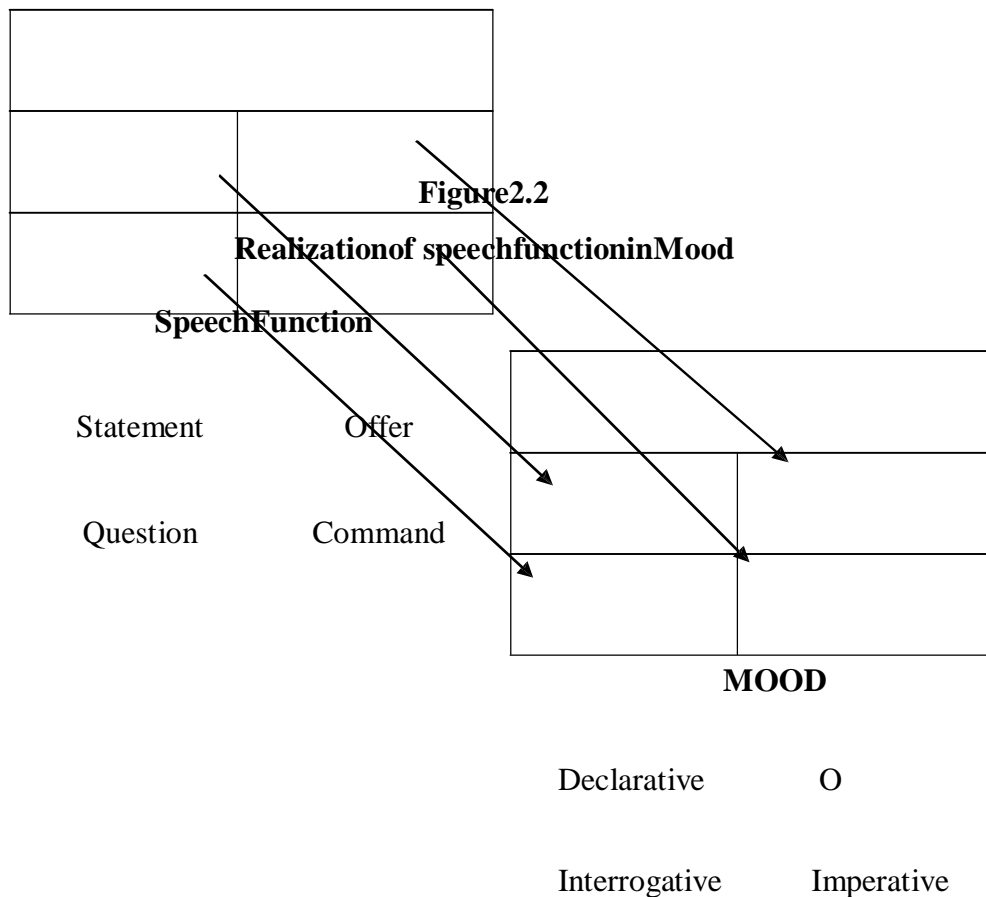 Figure2.2
Realizationof speechfunctioninMood
SpeechFunction
Statement Offer
Question Command
MOOD
Declarative O
Interrogative Imperative